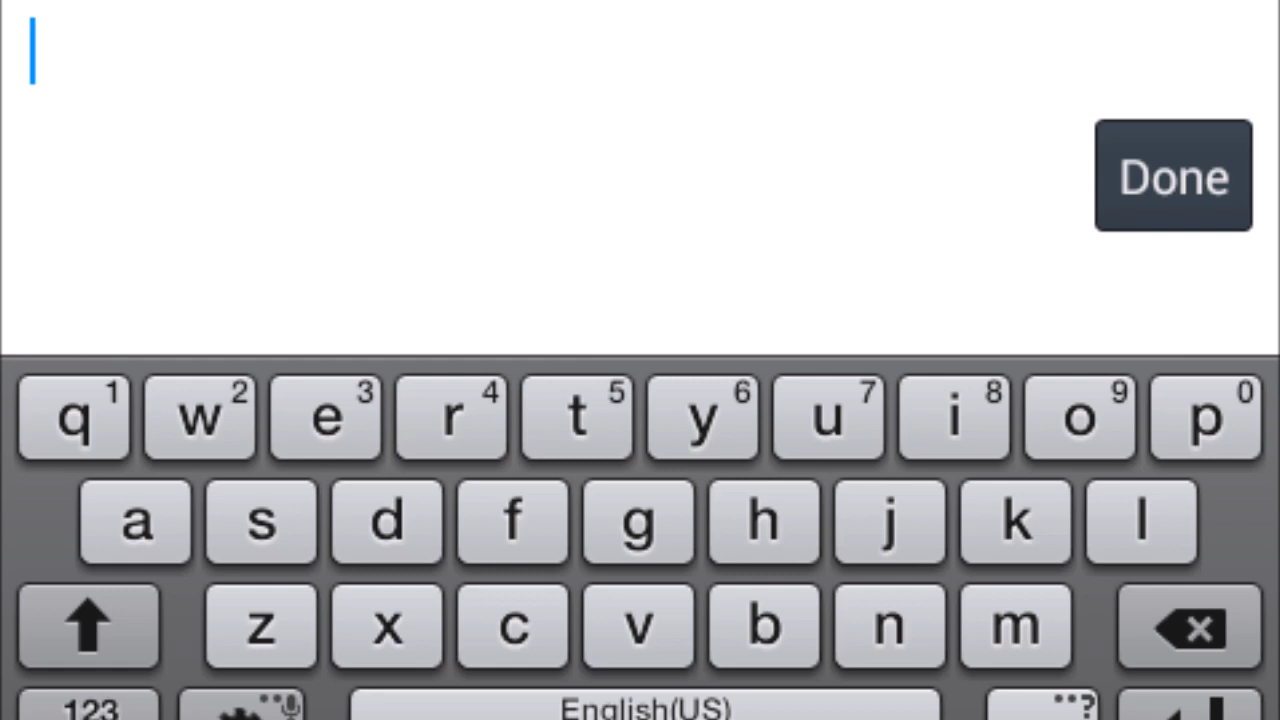 Done
q1 w2 e3 r4 t5 y6 u7 i8 o9 p0
a s d f g h j k l
z x c v b n m
123 English(US) ...?